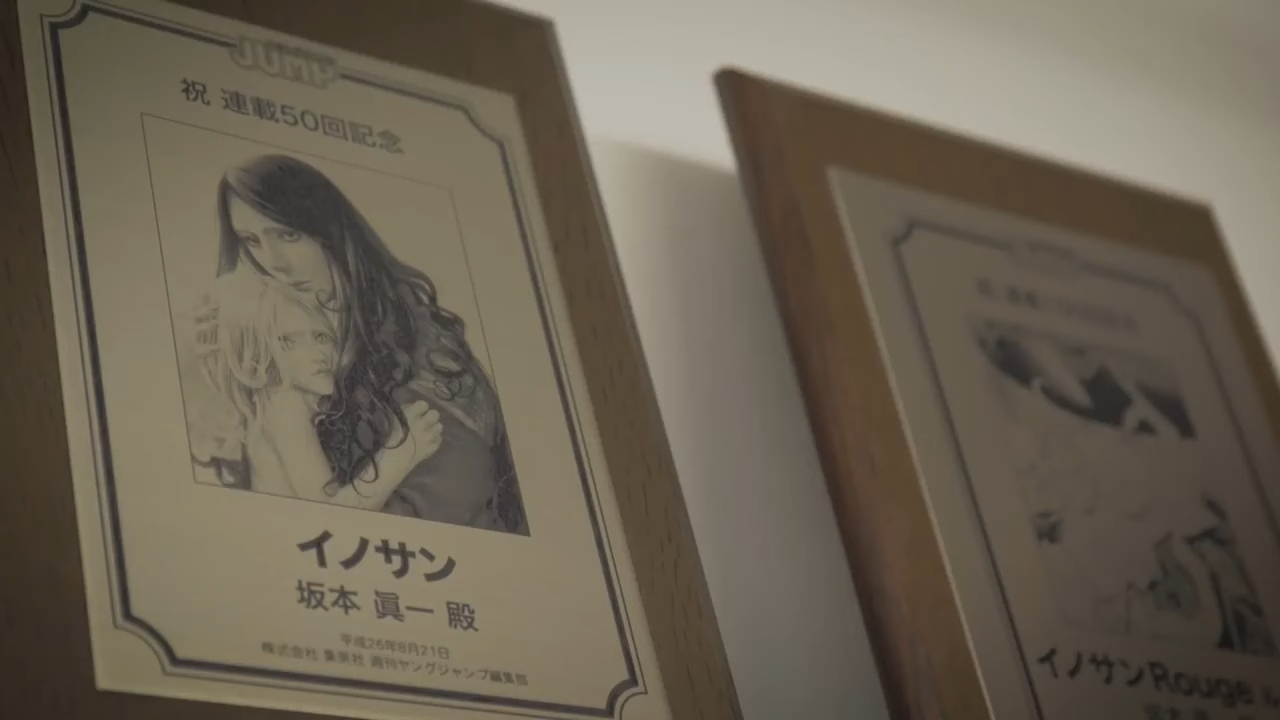 JUMP
祝 連載50回記念
イノサン
坂本 眞一 殿
平成26年8月21日
株式会社 集英社 週刊ヤングジャンプ編集部
イノサンRouge